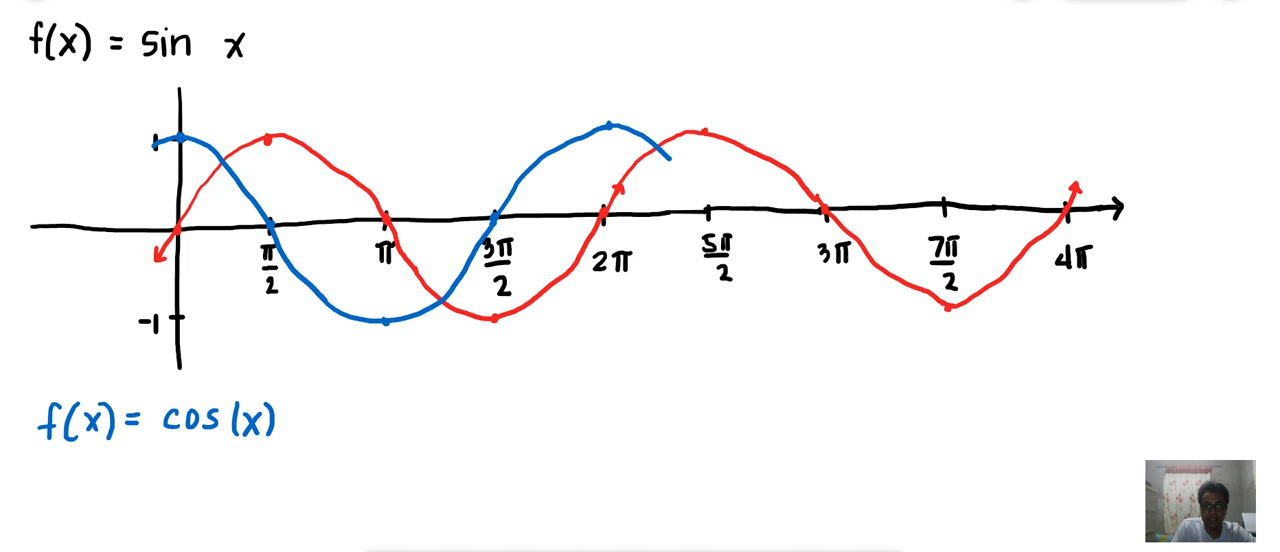 f(x) = sin x
1
π/2 π 3π/2 2π 5π/2 3π 7π/2 4π
-1
f(x) = cos(x)